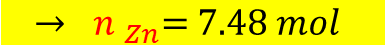 → n Zn = 7.48 mol